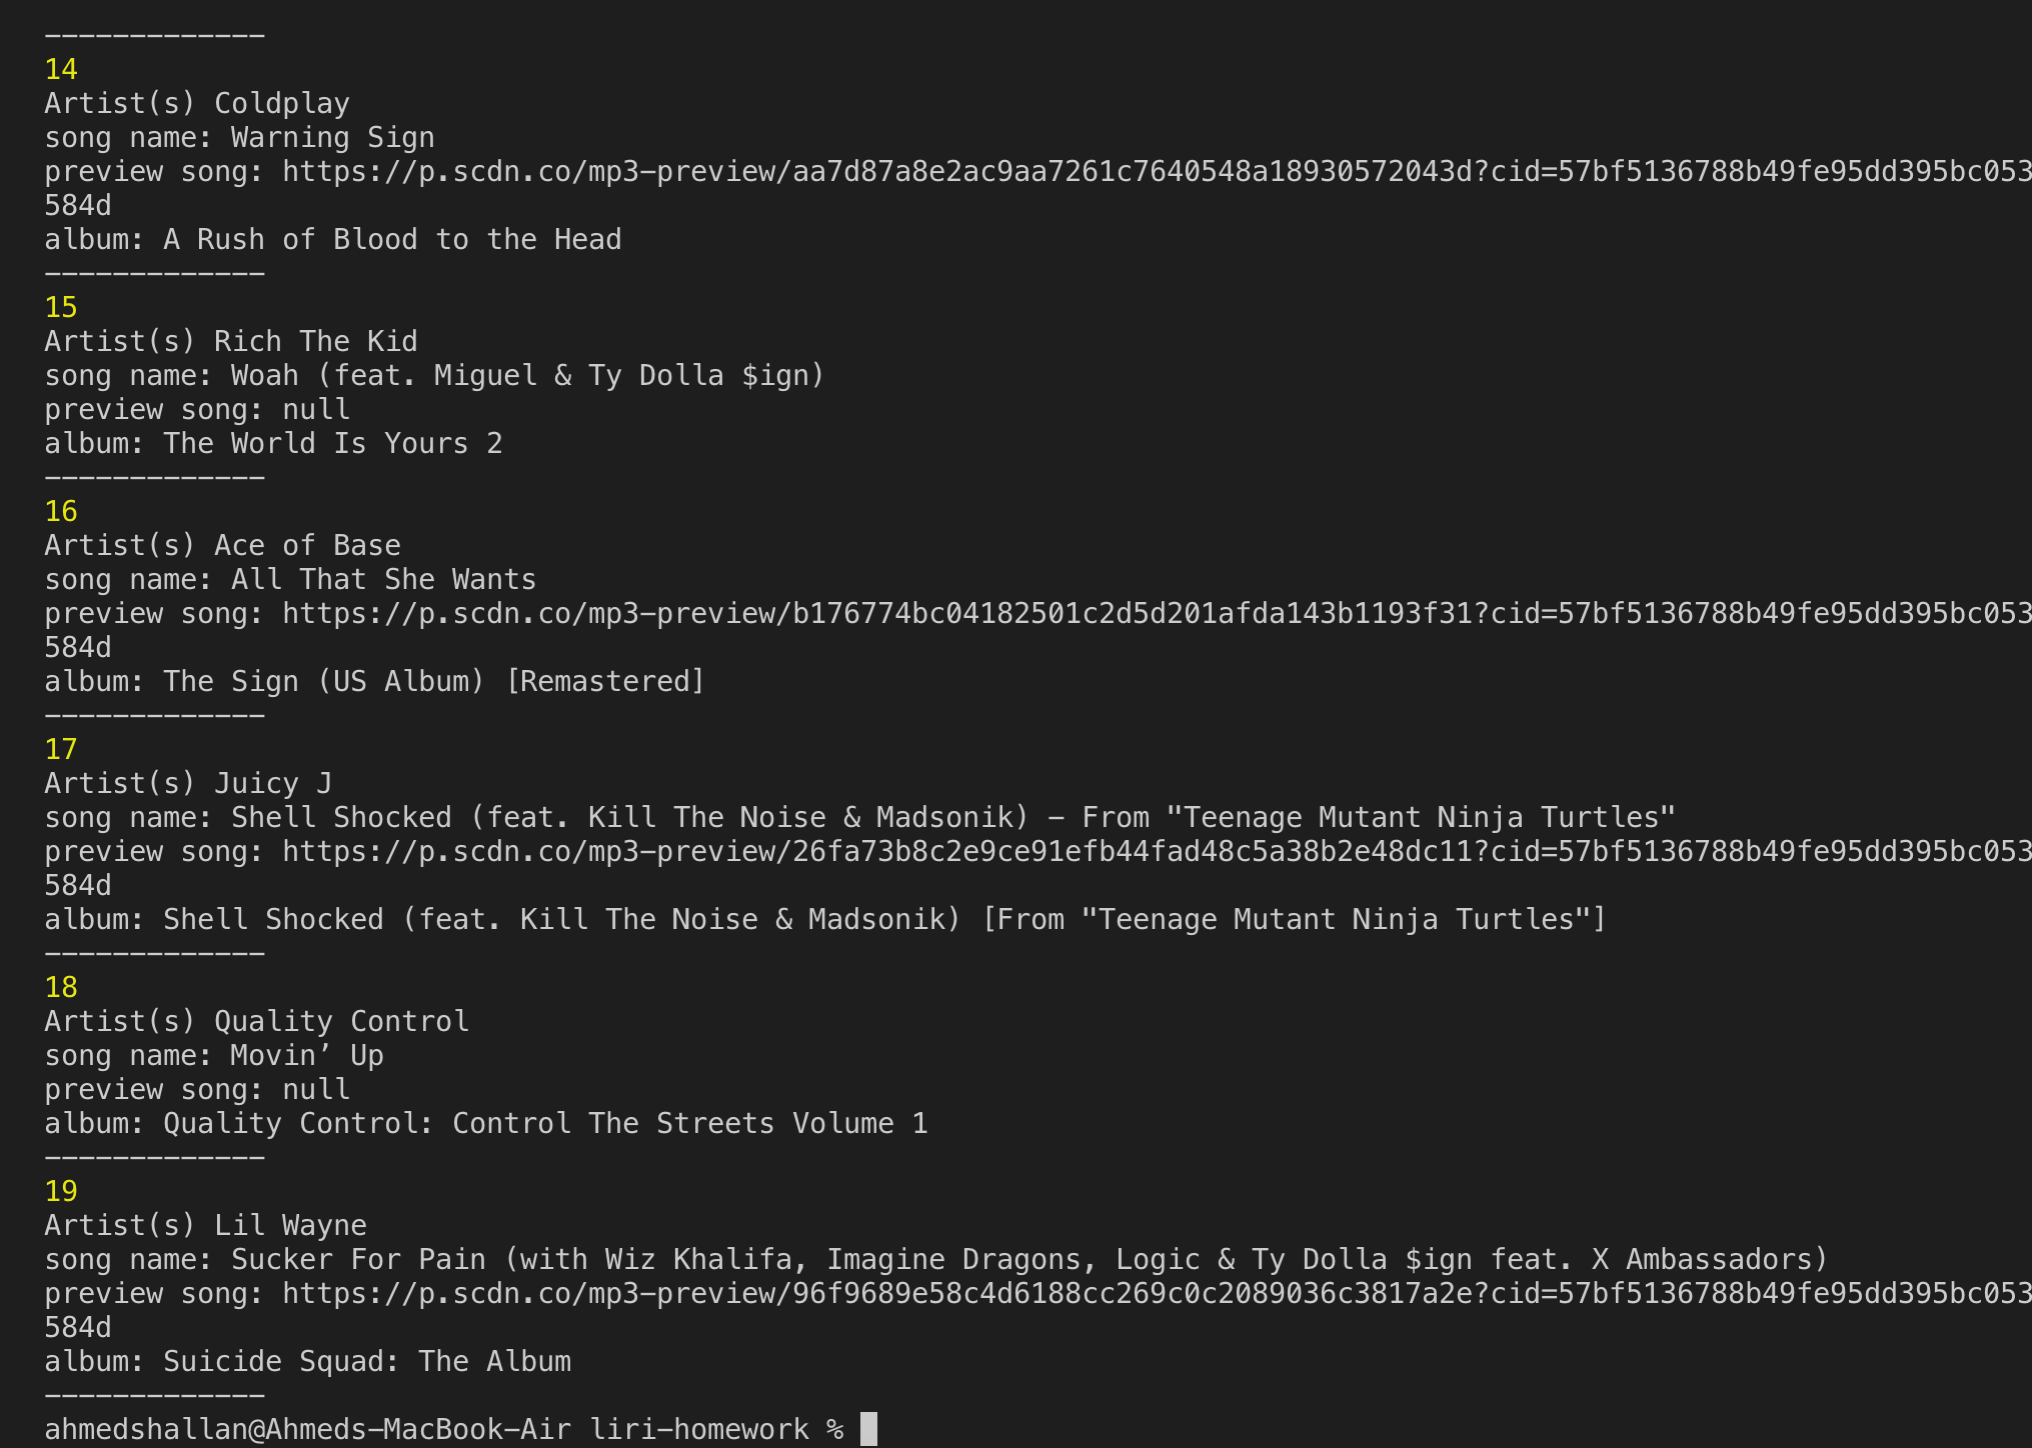 -------------
14
Artist(s) Coldplay
song name: Warning Sign
preview song: https://p.scdn.co/mp3-preview/aa7d87a8e2ac9aa7261c7640548a18930572043d?cid=57bf5136788b49fe95dd395bc053
584d
album: A Rush of Blood to the Head
-------------
15
Artist(s) Rich The Kid
song name: Woah (feat. Miguel & Ty Dolla $ign)
preview song: null
album: The World Is Yours 2
-------------
16
Artist(s) Ace of Base
song name: All That She Wants
preview song: https://p.scdn.co/mp3-preview/b176774bc04182501c2d5d201afda143b1193f31?cid=57bf5136788b49fe95dd395bc053
584d
album: The Sign (US Album) [Remastered]
-------------
17
Artist(s) Juicy J
song name: Shell Shocked (feat. Kill The Noise & Madsonik) - From "Teenage Mutant Ninja Turtles"
preview song: https://p.scdn.co/mp3-preview/26fa73b8c2e9ce91efb44fad48c5a38b2e48dc11?cid=57bf5136788b49fe95dd395bc053
584d
album: Shell Shocked (feat. Kill The Noise & Madsonik) [From "Teenage Mutant Ninja Turtles"]
-------------
18
Artist(s) Quality Control
song name: Movin’ Up
preview song: null
album: Quality Control: Control The Streets Volume 1
-------------
19
Artist(s) Lil Wayne
song name: Sucker For Pain (with Wiz Khalifa, Imagine Dragons, Logic & Ty Dolla $ign feat. X Ambassadors)
preview song: https://p.scdn.co/mp3-preview/96f9689e58c4d6188cc269c0c2089036c3817a2e?cid=57bf5136788b49fe95dd395bc053
584d
album: Suicide Squad: The Album
-------------
ahmedshallan@Ahmeds-MacBook-Air liri-homework %